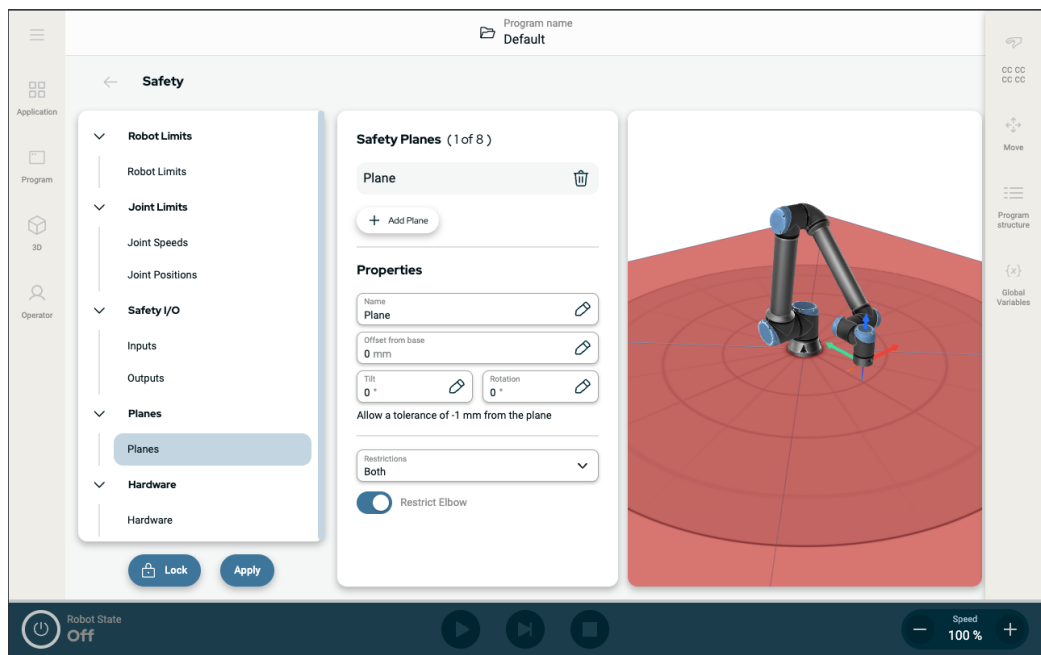 Program name
Default
Safety
Application
Program
3D
Operator
Robot Limits
Robot Limits
Joint Limits
Joint Speeds
Joint Positions
Safety I/O
Inputs
Outputs
Planes
Planes
Hardware
Hardware
Lock
Apply
Safety Planes (1 of 8)
Plane
+ Add Plane
Properties
Name
Plane
Offset from base
0 mm
Tilt
0 °
Rotation
0 °
Allow a tolerance of -1 mm from the plane
Restrictions
Both
Restrict Elbow
CC CC
CC CC
Move
Program
structure
{x}
Global
Variables
Robot State
Off
Speed
100 %